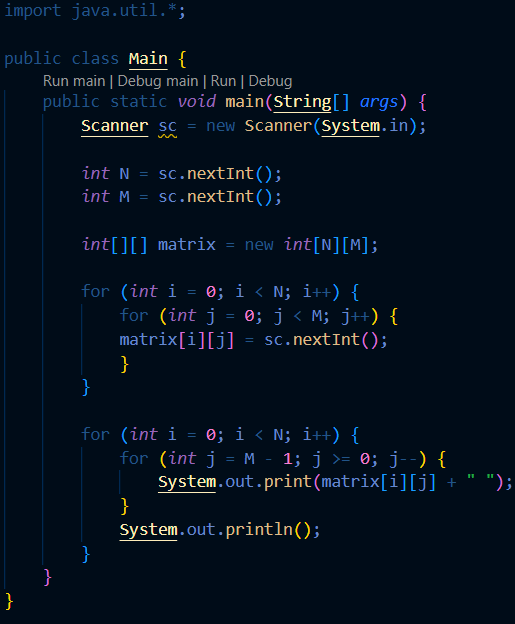 import java.util.*;

public class Main {
    Run main | Debug main | Run | Debug
    public static void main(String[] args) {
        Scanner sc = new Scanner(System.in);

        int N = sc.nextInt();
        int M = sc.nextInt();

        int[][] matrix = new int[N][M];

        for (int i = 0; i < N; i++) {
            for (int j = 0; j < M; j++) {
            matrix[i][j] = sc.nextInt();
            }
        }

        for (int i = 0; i < N; i++) {
            for (int j = M - 1; j >= 0; j--) {
                System.out.print(matrix[i][j] + " ");
            }
            System.out.println();
        }
    }
}